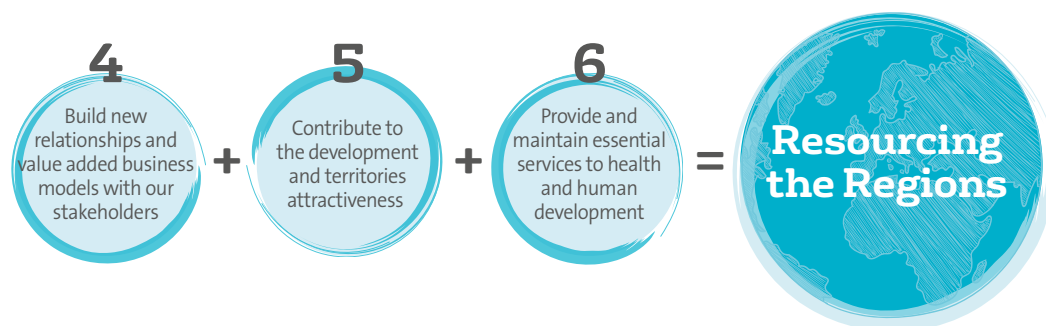 4
Build new
relationships and
value added business
models with our
stakeholders
+
5
Contribute to
the development
and territories
attractiveness
+
6
Provide and
maintain essential
services to health
and human
development
=
Resourcing
the Regions